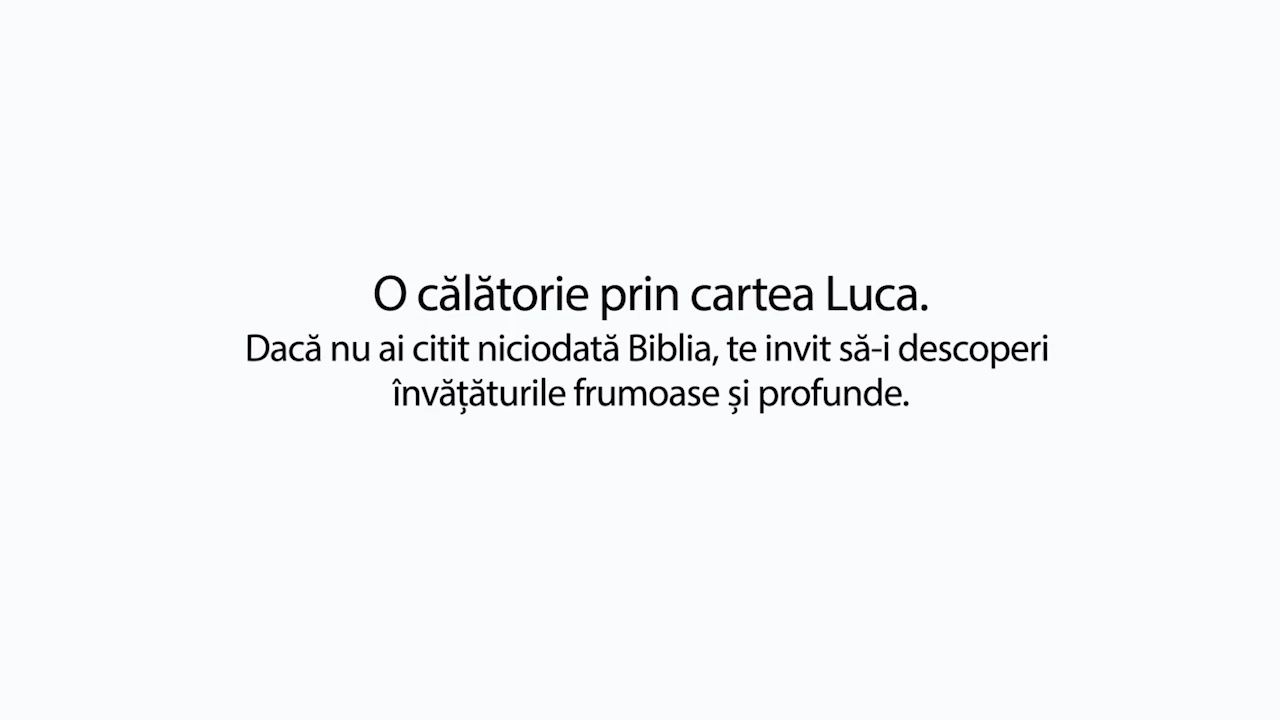 O călătorie prin cartea Luca.
Dacă nu ai citit niciodată Biblia, te invit să-i descoperi
învățăturile frumoase și profunde.